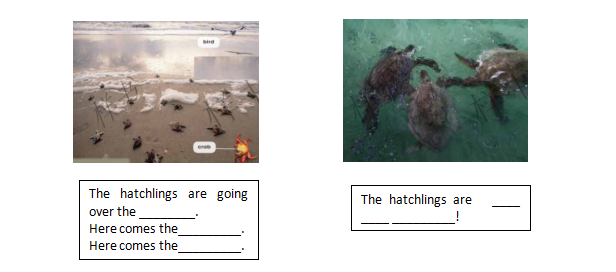 bird
crab
The hatchlings are going
over the ________.
Here comes the_________.
Here comes the_________.
The hatchlings are ____
____ _________!